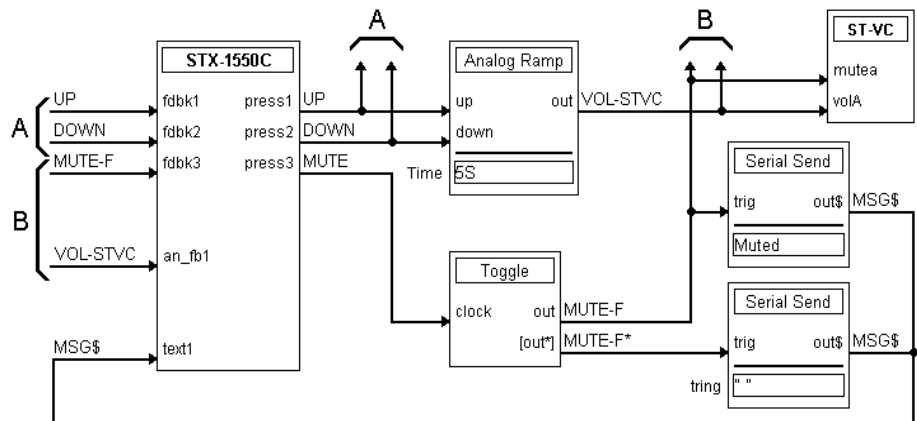 A
B
STX-1550C
Analog Ramp
ST-VC
UP
fdbk1
press1
UP
up
out
VOL-STVC
mutea
volA
A
DOWN
fdbk2
press2
DOWN
down
MUTE-F
fdbk3
press3
MUTE
Time
5S
B
Serial Send
trig
out$
MSG$
Muted
VOL-STVC
an_fb1
Toggle
clock
out
MUTE-F
[out*]
MUTE-F*
Serial Send
trig
out$
MSG$
tring
" "
MSG$
text1